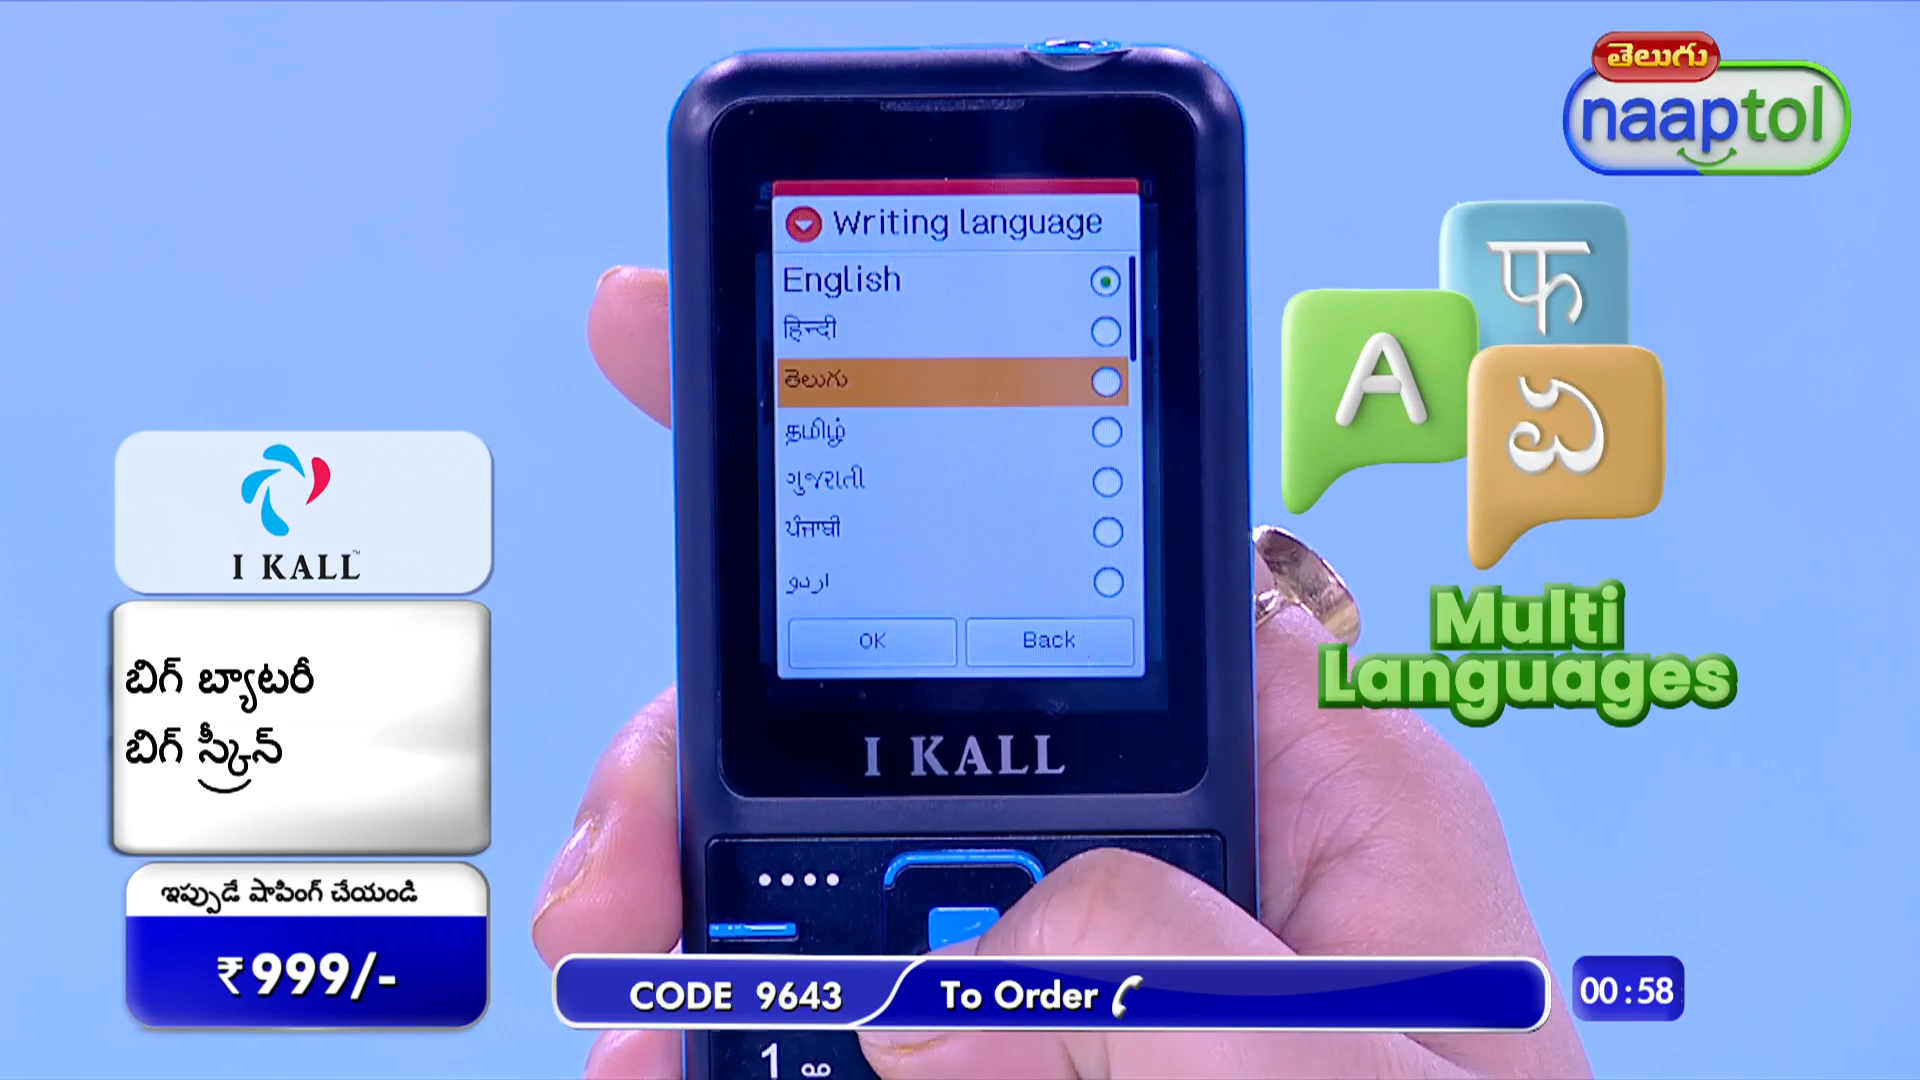 తెలుగు
naaptol
Writing language
English
हिन्दी
తెలుగు
தமிழ்
ગુજરાતી
ਪੰਜਾਬੀ
اردو
OK
Back
I KALL
फ
A
పి
Multi
Languages
I KALL™
బిగ్ బ్యాటరీ
బిగ్ స్క్రీన్
ఇప్పుడే షాపింగ్ చేయండి
₹999/-
CODE 9643
To Order
00:58
1